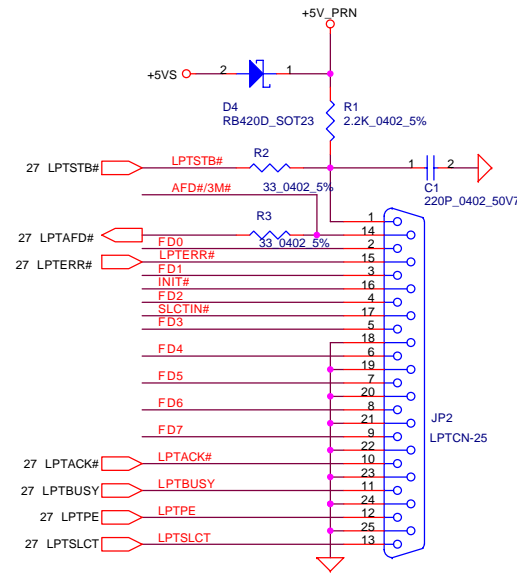 +5V_PRN
+5VS
2
1
D4
RB420D_SOT23
R1
2.2K_0402_5%
27 LPTSTB#
LPTSTB#
R2
33_0402_5%
1
2
C1
220P_0402_50V7
AFD#/3M#
1
27 LPTAFD#
R3
33_0402_5%
14
FD0
2
27 LPTERR#
LPTERR#
15
FD1
3
INIT#
16
FD2
4
SLCTIN#
17
FD3
5
18
FD4
6
19
FD5
7
20
FD6
8
21
JP2
LPTCN-25
FD7
9
22
27 LPTACK#
LPTACK#
10
23
27 LPTBUSY
LPTBUSY
11
24
27 LPTPE
LPTPE
12
25
27 LPTSLCT
LPTSLCT
13